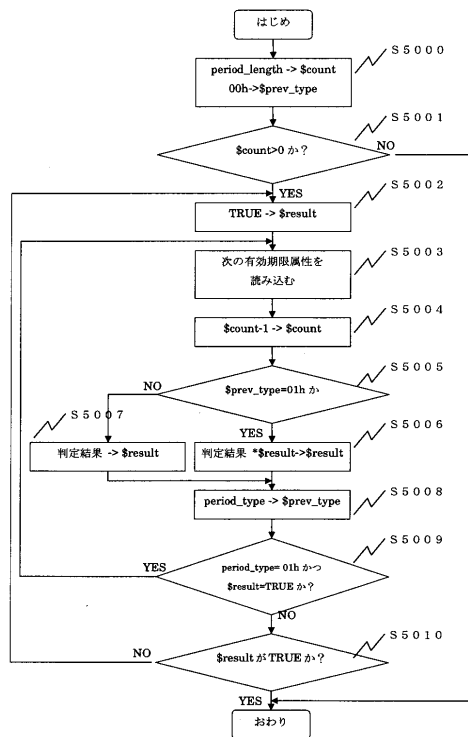 はじめ
S5000
period_length -> $count
00h->$prev_type
S5001
$count>0 か？
NO
YES
S5002
TRUE -> $result
S5003
次の有効期限属性を
読み込む
S5004
$count-1 -> $count
S5005
$prev_type=01h か
NO
S5007
YES
S5006
判定結果 -> $result
判定結果 *$result->$result
S5008
period_type -> $prev_type
S5009
YES
period_type= 01h かつ
$result=TRUE か？
NO
S5010
NO
$result が TRUE か？
YES
おわり